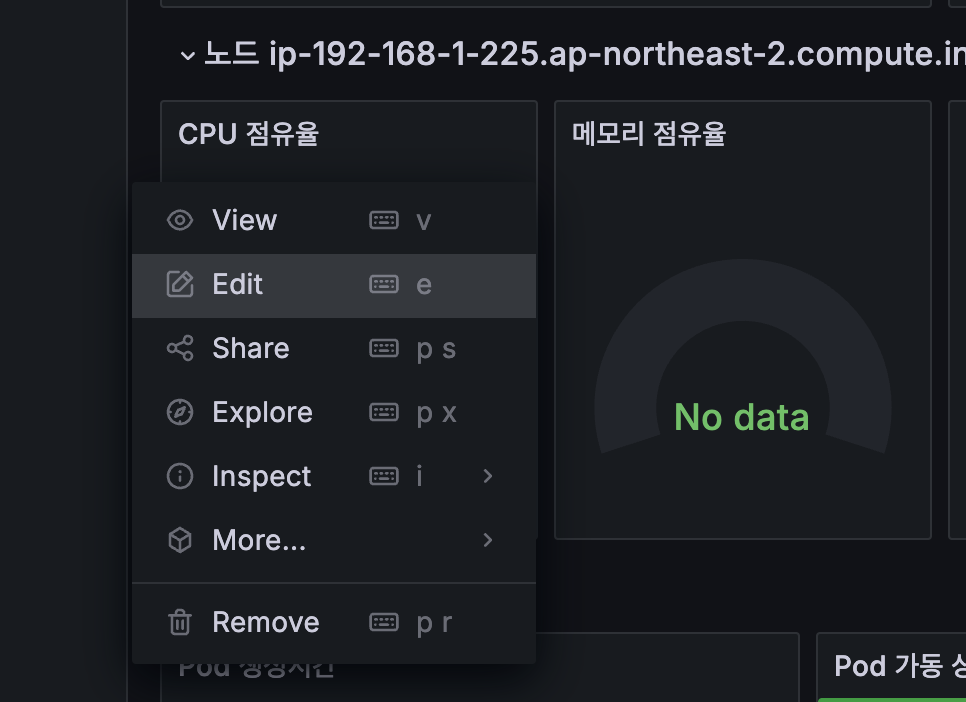 노드 ip-192-168-1-225.ap-northeast-2.compute.in
CPU 점유율
메모리 점유율
View v
Edit e
Share p s
Explore p x
Inspect i
More...
Remove p r
No data
Pod 생성시간
Pod 가동 상